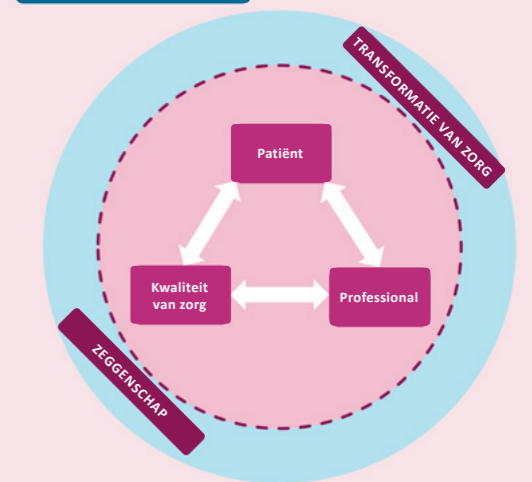 TRANSFORMATIE VAN ZORG
Patiënt
Kwaliteit
van zorg
Professional
ZEGGENSCHAP